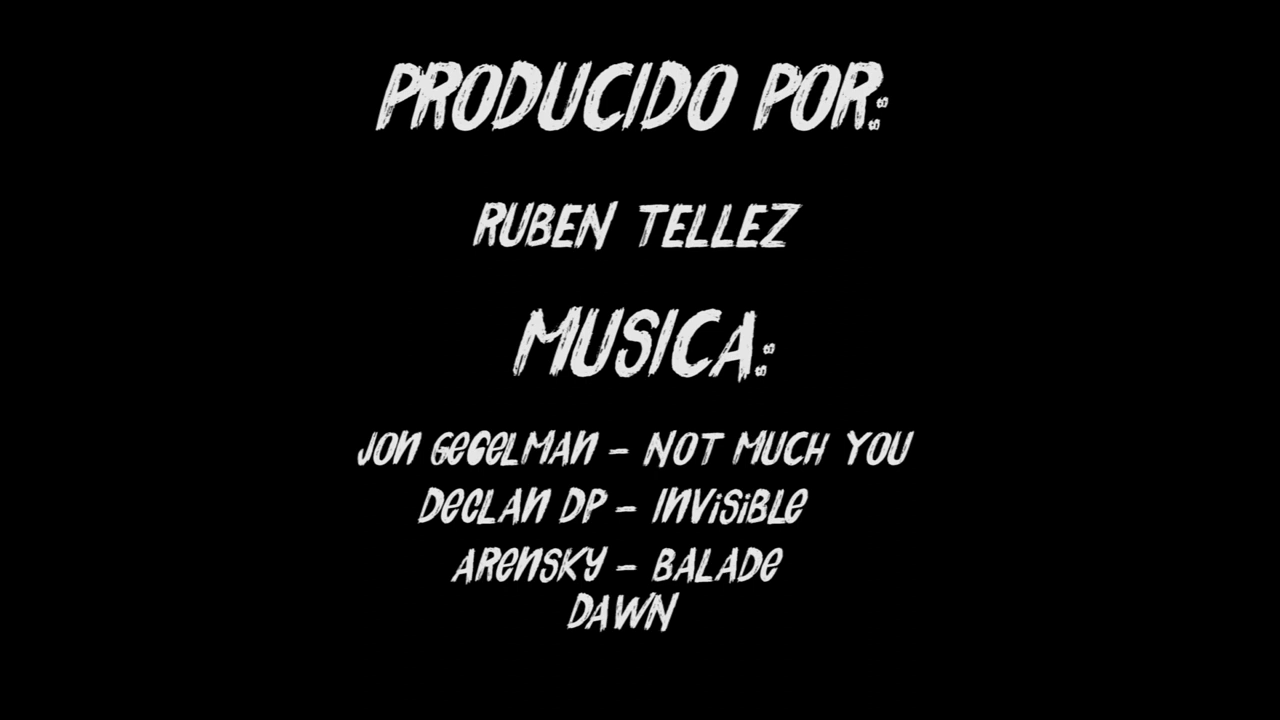 PRODUCIDO POR:
RUBEN TELLEZ
MUSICA:
JON GEGELMAN - NOT MUCH YOU
DECLAN DP - INViSiBLE
ARENSKY - BALADE
DAWN